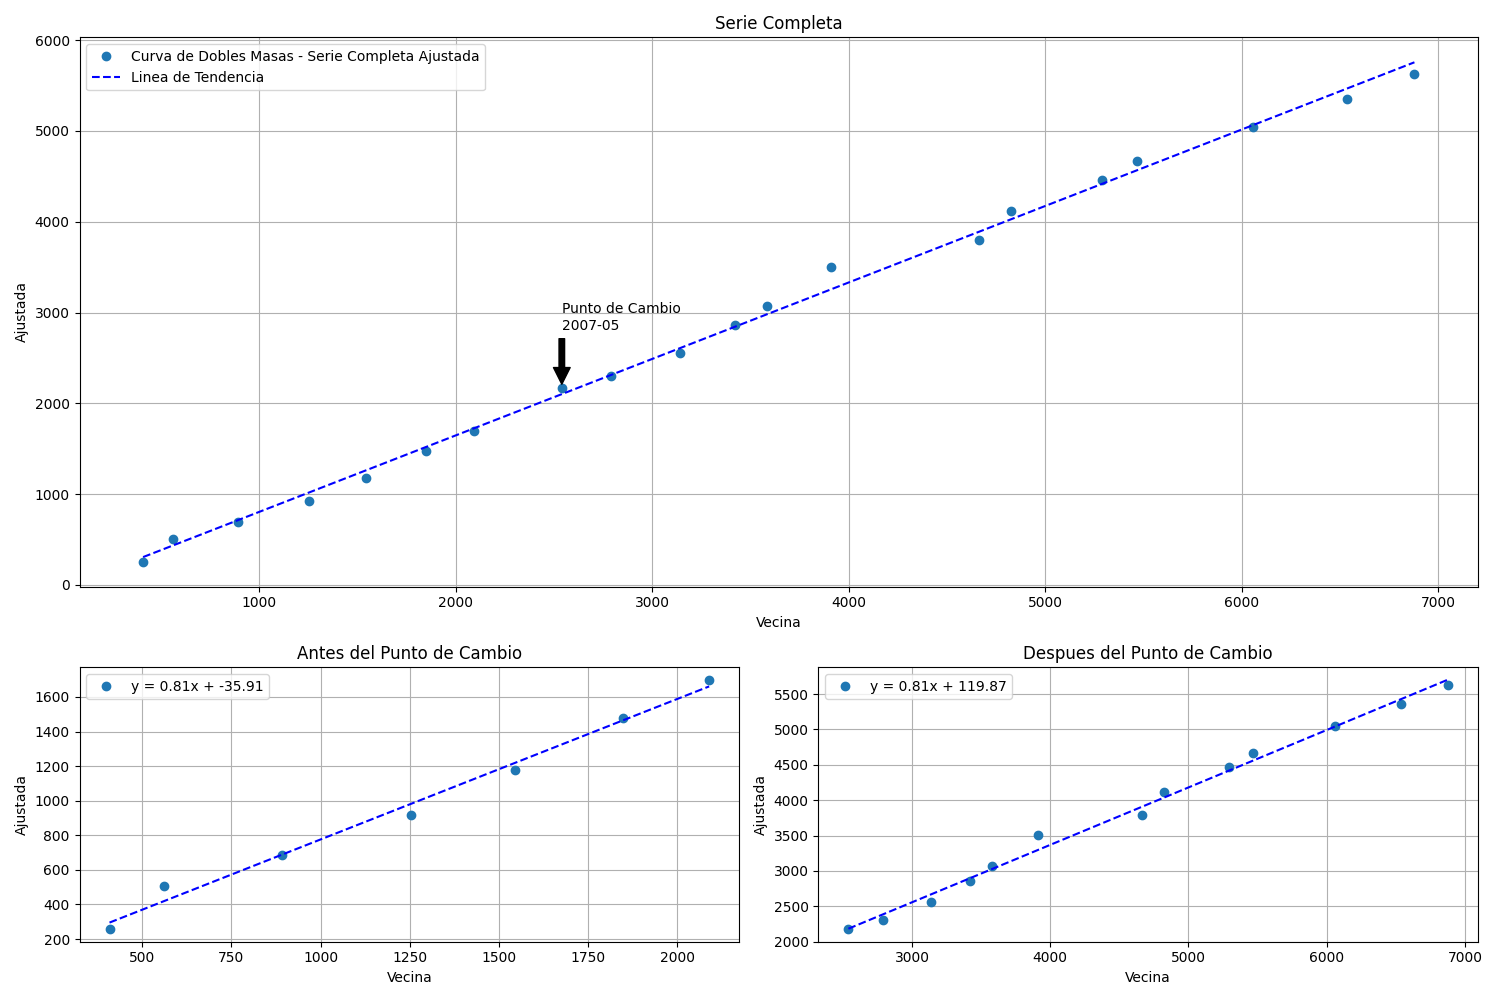 Serie Completa
Curva de Dobles Masas - Serie Completa Ajustada
Linea de Tendencia
6000
5000
4000
3000
2000
1000
0
Ajustada
Punto de Cambio
2007-05
1000 2000 3000 4000 5000 6000 7000
Vecina
Antes del Punto de Cambio
y = 0.81x + -35.91
1600
1400
1200
1000
800
600
400
200
Ajustada
500 750 1000 1250 1500 1750 2000
Vecina
Despues del Punto de Cambio
y = 0.81x + 119.87
5500
5000
4500
4000
3500
3000
2500
2000
Ajustada
3000 4000 5000 6000 7000
Vecina